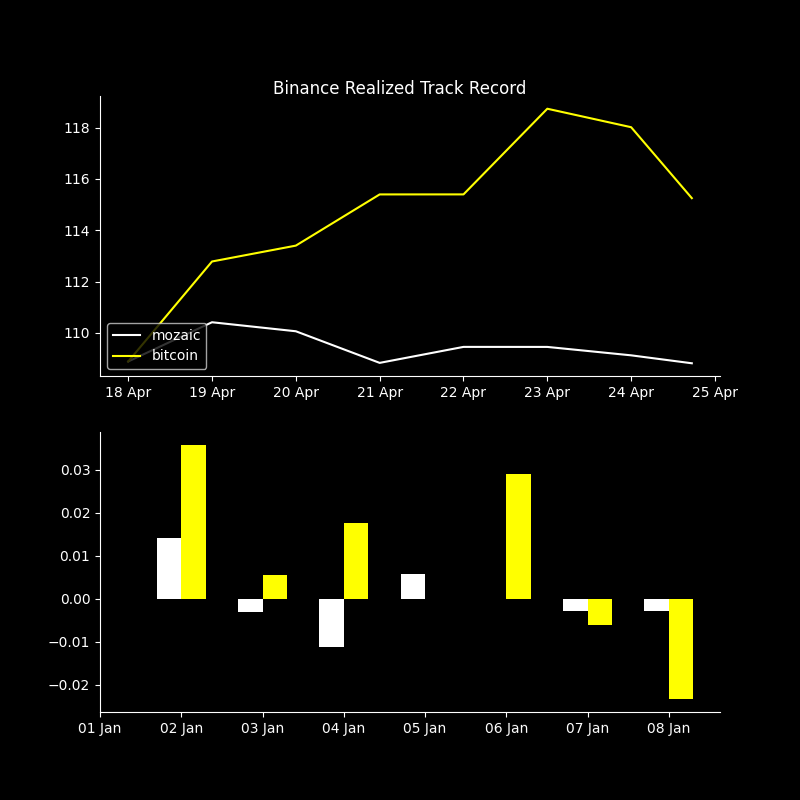 Binance Realized Track Record
118
116
114
112
110
mozaic
bitcoin
18 Apr 19 Apr 20 Apr 21 Apr 22 Apr 23 Apr 24 Apr 25 Apr
0.03
0.02
0.01
0.00
−0.01
−0.02
01 Jan 02 Jan 03 Jan 04 Jan 05 Jan 06 Jan 07 Jan 08 Jan